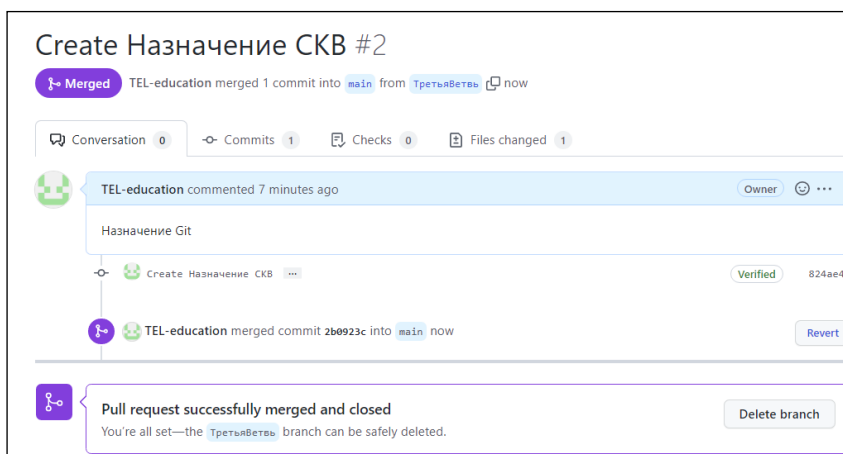 Create Назначение СКВ #2
Merged TEL-education merged 1 commit into main from ТретьяВетвь now
Conversation 0 Commits 1 Checks 0 Files changed 1
TEL-education commented 7 minutes ago Owner ...
Назначение Git
Create Назначение СКВ ... Verified 824ae4
TEL-education merged commit 2b0923c into main now Revert
Pull request successfully merged and closed
You're all set—the ТретьяВетвь branch can be safely deleted. Delete branch